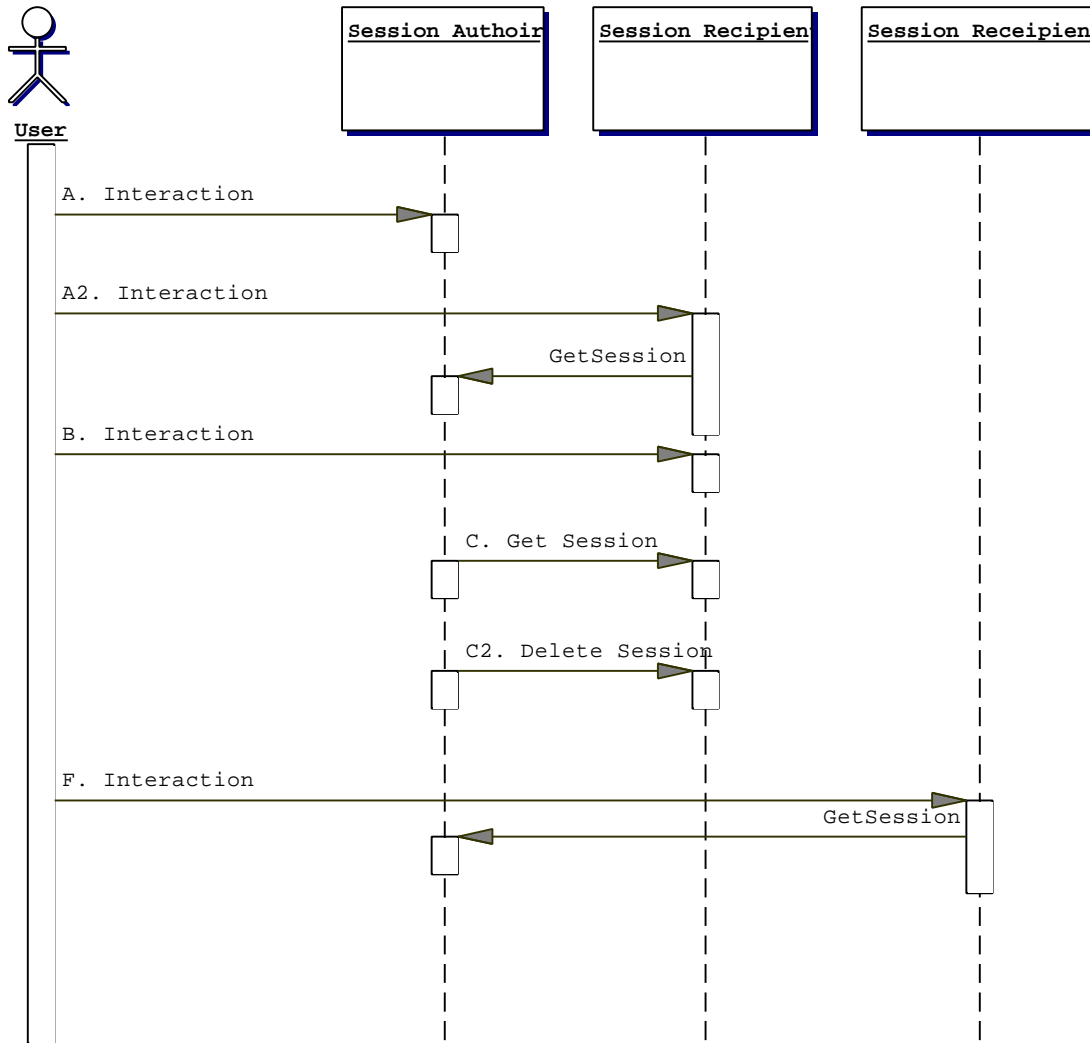 Session Authoir
Session Recipien
Session Receipien
User
A. Interaction
A2. Interaction
GetSession
B. Interaction
C. Get Session
C2. Delete Session
F. Interaction
GetSession